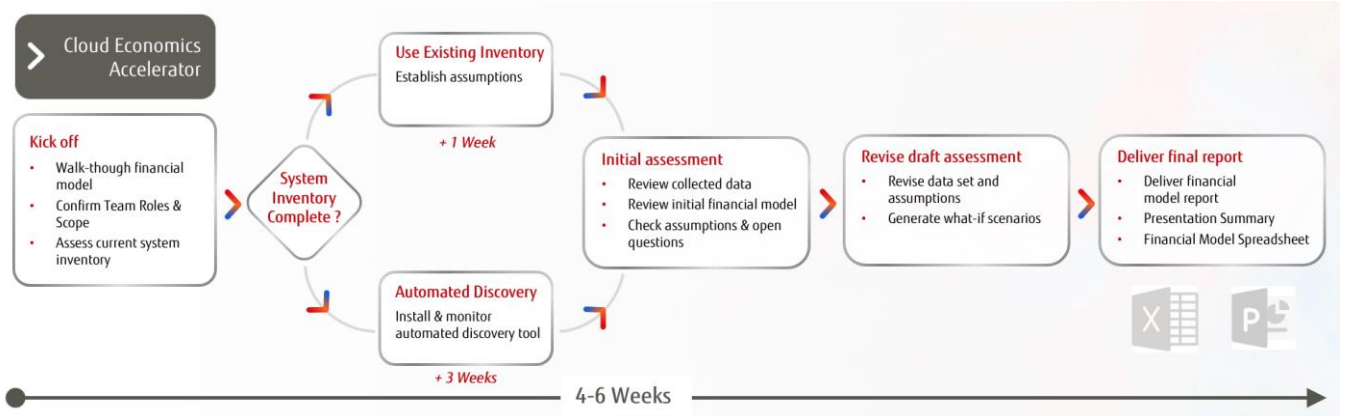 Cloud Economics
Accelerator
Kick off
• Walk-though financial
model
• Confirm Team Roles &
Scope
• Assess current system
inventory
System
Inventory
Complete ?
Use Existing Inventory
Establish assumptions
+ 1 Week
Automated Discovery
Install & monitor
automated discovery tool
+ 3 Weeks
Initial assessment
• Review collected data
• Review initial financial model
• Check assumptions & open
questions
Revise draft assessment
• Revise data set and
assumptions
• Generate what-if scenarios
Deliver final report
• Deliver financial
model report
• Presentation Summary
• Financial Model Spreadsheet
X
P
4-6 Weeks